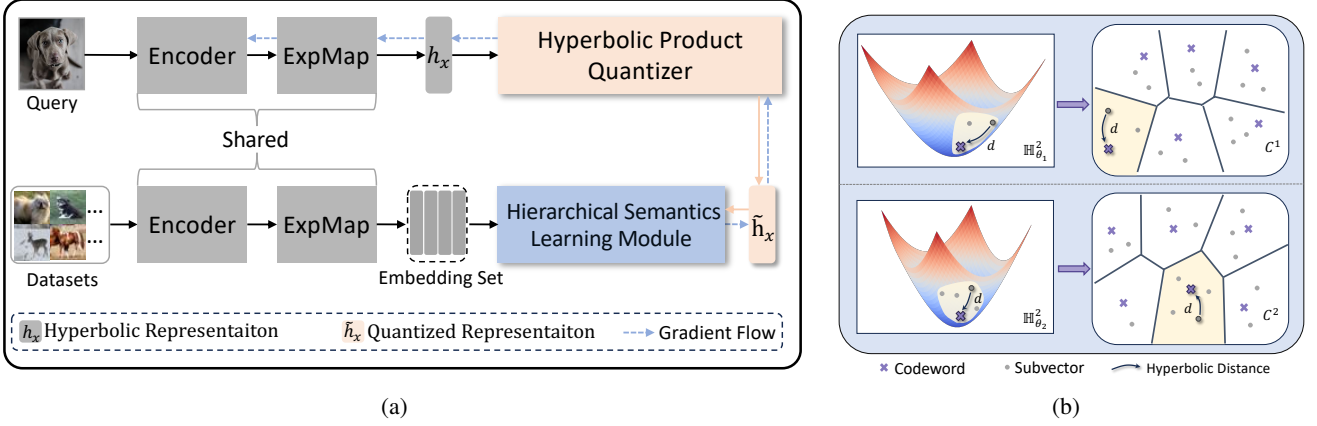 Encoder
ExpMap
h_x
Hyperbolic Product
Quantizer
Query
Shared
Datasets
...
...
Encoder
ExpMap
Embedding Set
Hierarchical Semantics
Learning Module
h̃_x
h_x Hyperbolic Representaiton
h̃_x Quantized Representaiton
Gradient Flow
(a)
d
ℍ²_θ₁
d
C¹
d
ℍ²_θ₂
d
C²
Codeword
Subvector
Hyperbolic Distance
(b)